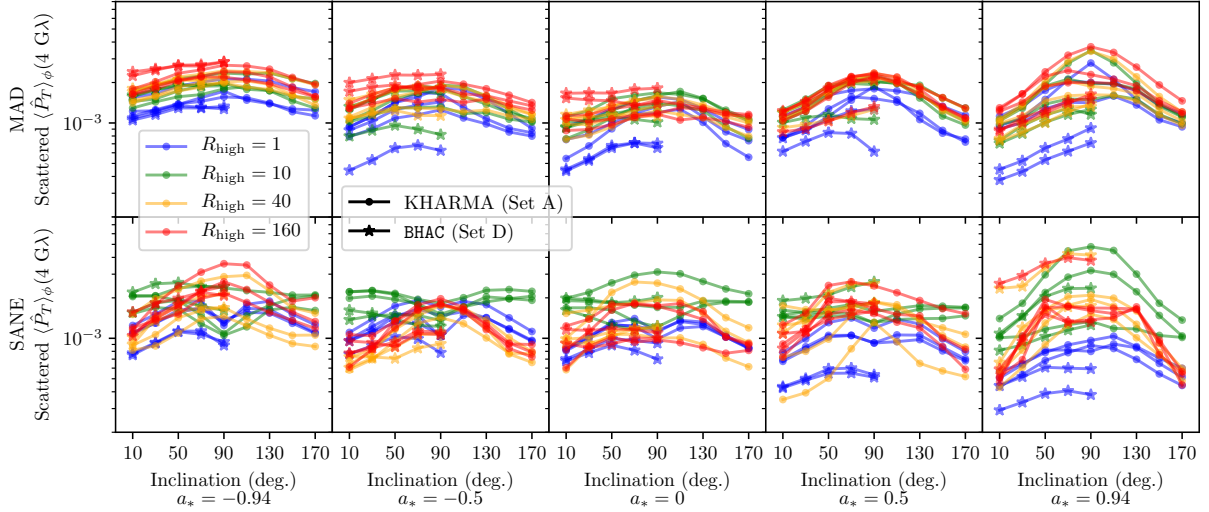 MAD
Scattered ⟨P̂_T⟩_ϕ(4 Gλ)
10⁻³
R_high = 1
R_high = 10
R_high = 40
R_high = 160
KHARMA (Set A)
BHAC (Set D)
SANE
Scattered ⟨P̂_T⟩_ϕ(4 Gλ)
10⁻³
10 50 90 130 170 10 50 90 130 170 10 50 90 130 170 10 50 90 130 170 10 50 90 130 170
Inclination (deg.) Inclination (deg.) Inclination (deg.) Inclination (deg.) Inclination (deg.)
a_* = −0.94 a_* = −0.5 a_* = 0 a_* = 0.5 a_* = 0.94